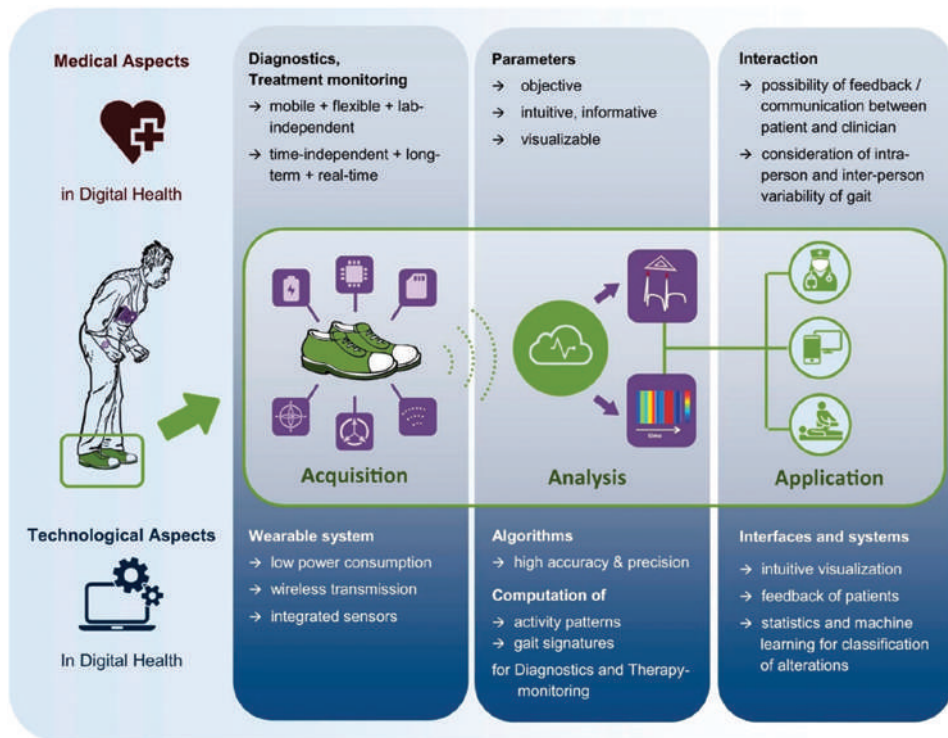 Medical Aspects
in Digital Health
Diagnostics,
Treatment monitoring
→ mobile + flexible + lab-
independent
→ time-independent + long-
term + real-time
Parameters
→ objective
→ intuitive, informative
→ visualizable
Interaction
→ possibility of feedback /
communication between
patient and clinician
→ consideration of intra-
person and inter-person
variability of gait
time
Acquisition
Analysis
Application
Technological Aspects
In Digital Health
Wearable system
→ low power consumption
→ wireless transmission
→ integrated sensors
Algorithms
→ high accuracy & precision
Computation of
→ activity patterns
→ gait signatures
for Diagnostics and Therapy-
monitoring
Interfaces and systems
→ intuitive visualization
→ feedback of patients
→ statistics and machine
learning for classification
of alterations